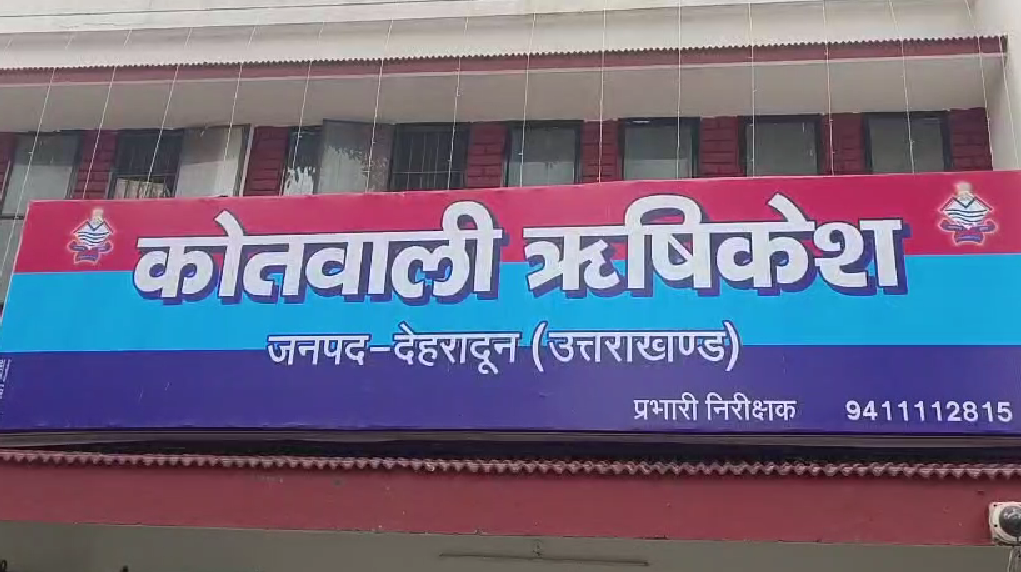 कोतवाली ऋषिकेश
जनपद-देहरादून (उत्तराखण्ड)
प्रभारी निरीक्षक 9411112815